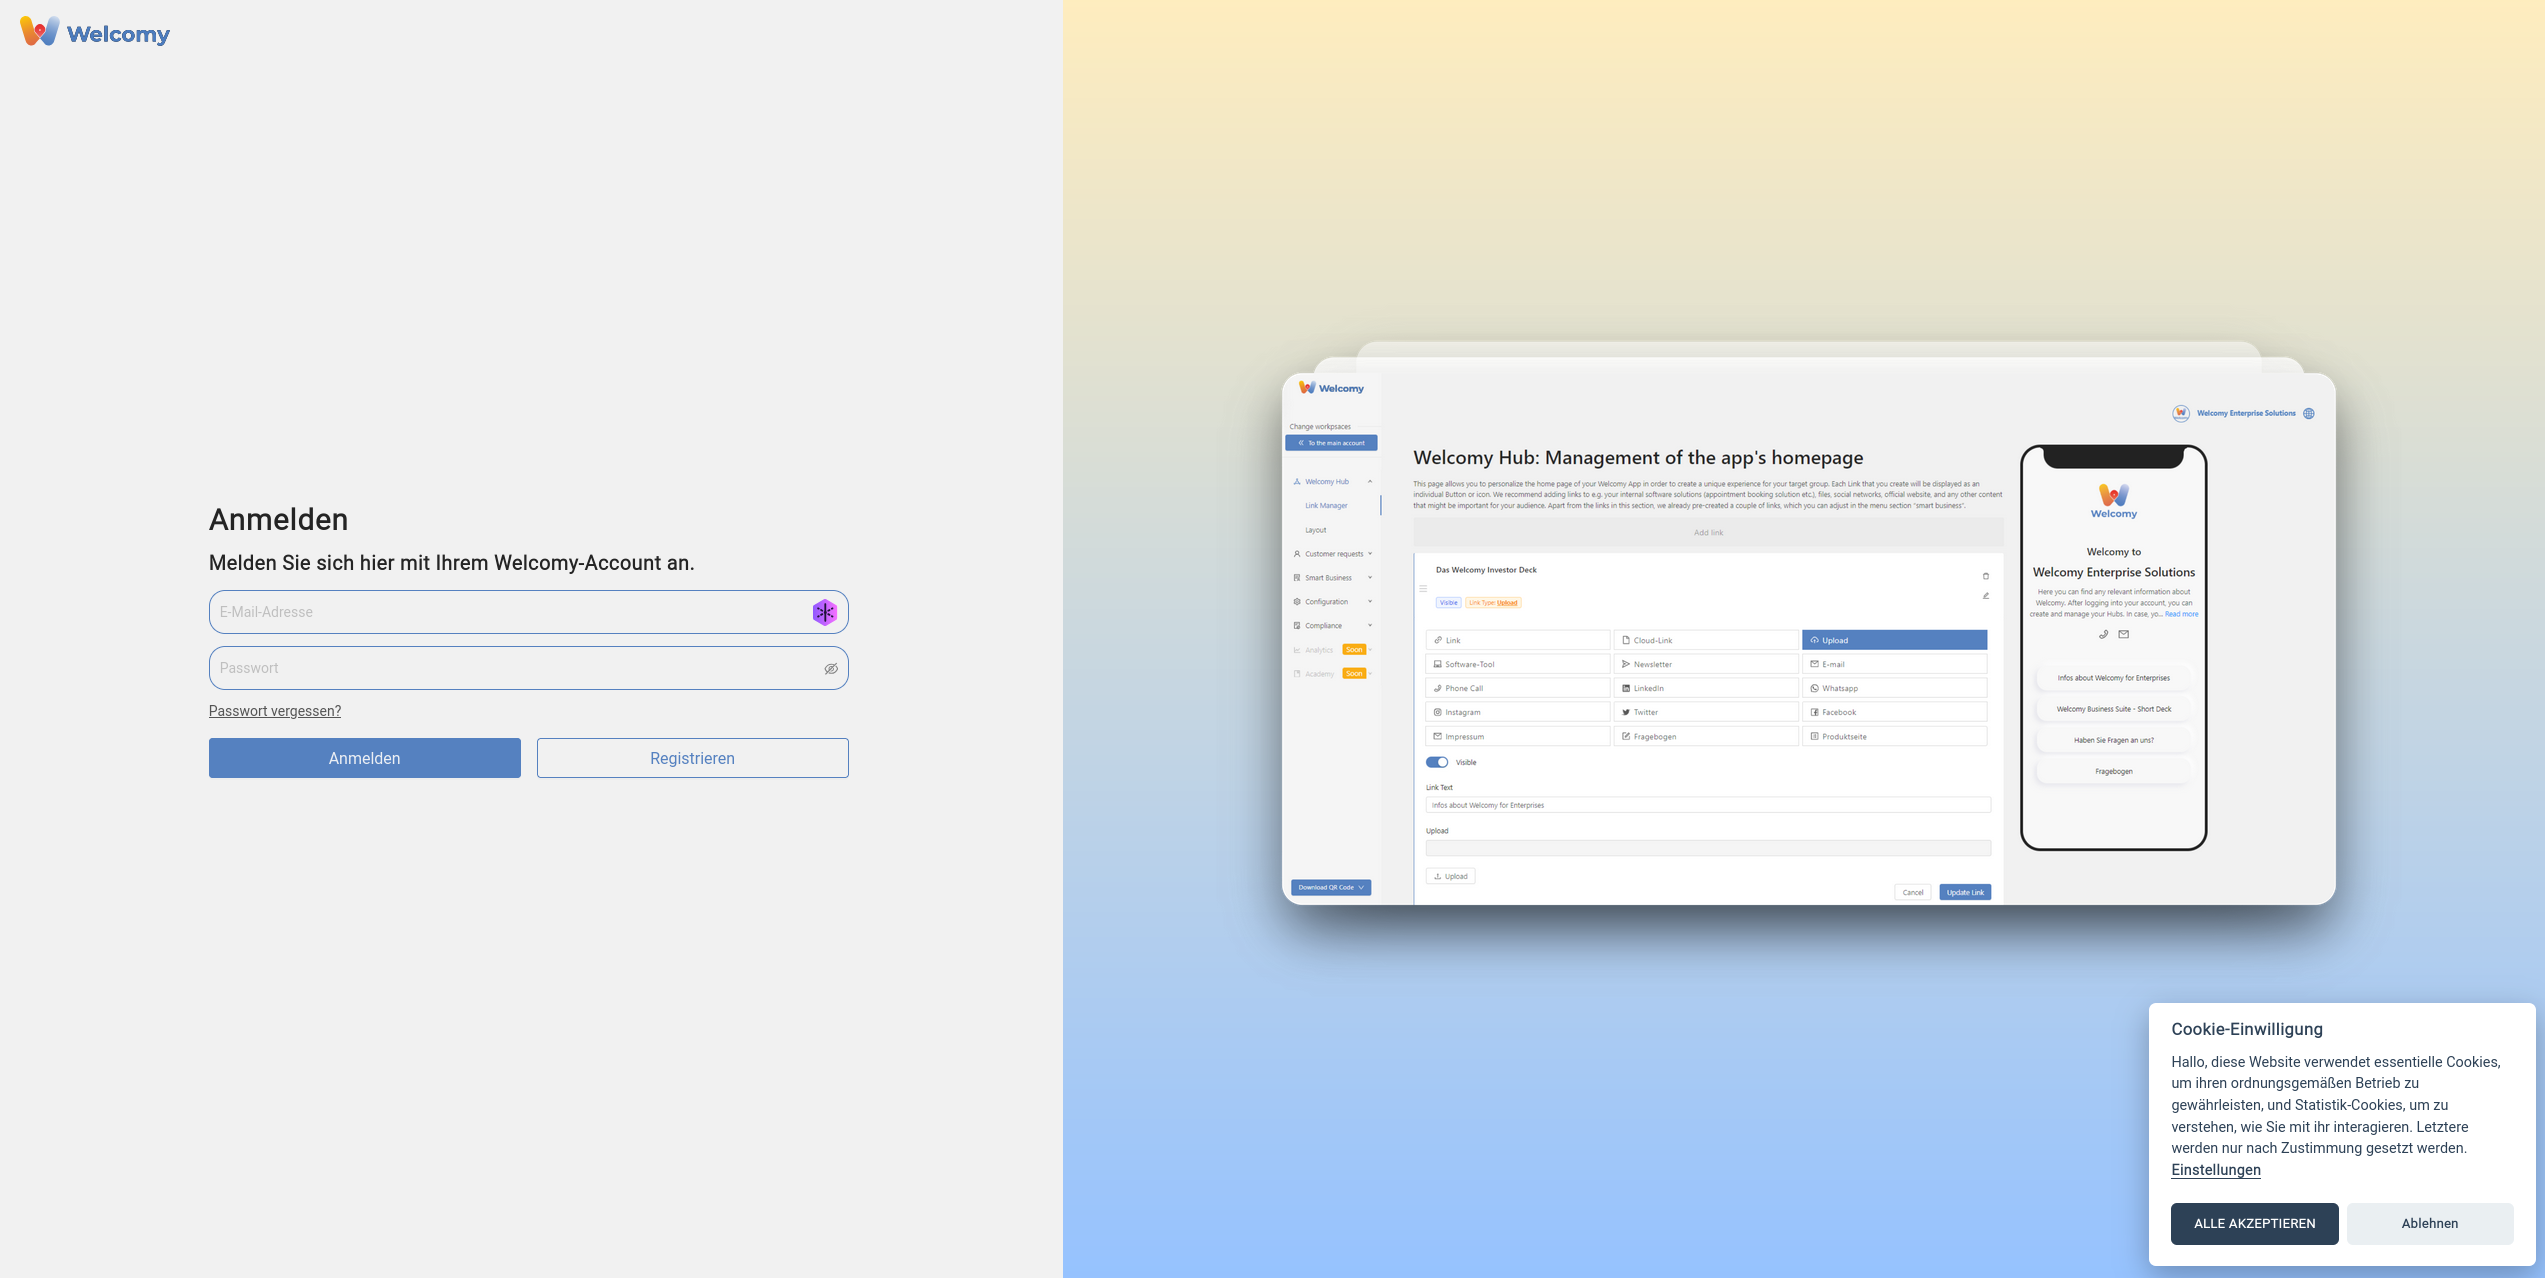 Welcomy
Anmelden
Melden Sie sich hier mit Ihrem Welcomy-Account an.
E-Mail-Adresse
Passwort
Passwort vergessen?
Anmelden
Registrieren
Welcomy
Change workpsaces
To the main account
Welcomy Hub
Link Manager
Layout
Customer requests
Smart Business
Configuration
Compliance
Analytics Soon
Academy Soon
Download QR Code
Welcomy Enterprise Solutions
Welcomy Hub: Management of the app's homepage
This page allows you to personalize the home page of your Welcomy App in order to create a unique experience for your target group. Each Link that you create will be displayed as an
individual Button or icon. We recommend adding links to e.g. your internal software solutions (appointment booking solution etc.), files, social networks, official website, and any other content
that might be important for your audience. Apart from the links in this section, we already pre-created a couple of links, which you can adjust in the menu section "smart business".
Add link
Das Welcomy Investor Deck
Visible Link Type: Upload
Link Cloud-Link Upload
Software-Tool Newsletter E-mail
Phone Call LinkedIn Whatsapp
Instagram Twitter Facebook
Impressum Fragebogen Produktseite
Visible
Link Text
Infos about Welcomy for Enterprises
Upload
Upload
Cancel Update Link
Welcomy
Welcomy to
Welcomy Enterprise Solutions
Here you can find any relevant information about
Welcomy. After logging into your account, you can
create and manage your Hubs. In case, yo... Read more
Infos about Welcomy for Enterprises
Welcomy Business Suite - Short Deck
Haben Sie Fragen an uns?
Fragebogen
Cookie-Einwilligung
Hallo, diese Website verwendet essentielle Cookies,
um ihren ordnungsgemäßen Betrieb zu
gewährleisten, und Statistik-Cookies, um zu
verstehen, wie Sie mit ihr interagieren. Letztere
werden nur nach Zustimmung gesetzt werden.
Einstellungen
ALLE AKZEPTIEREN
Ablehnen